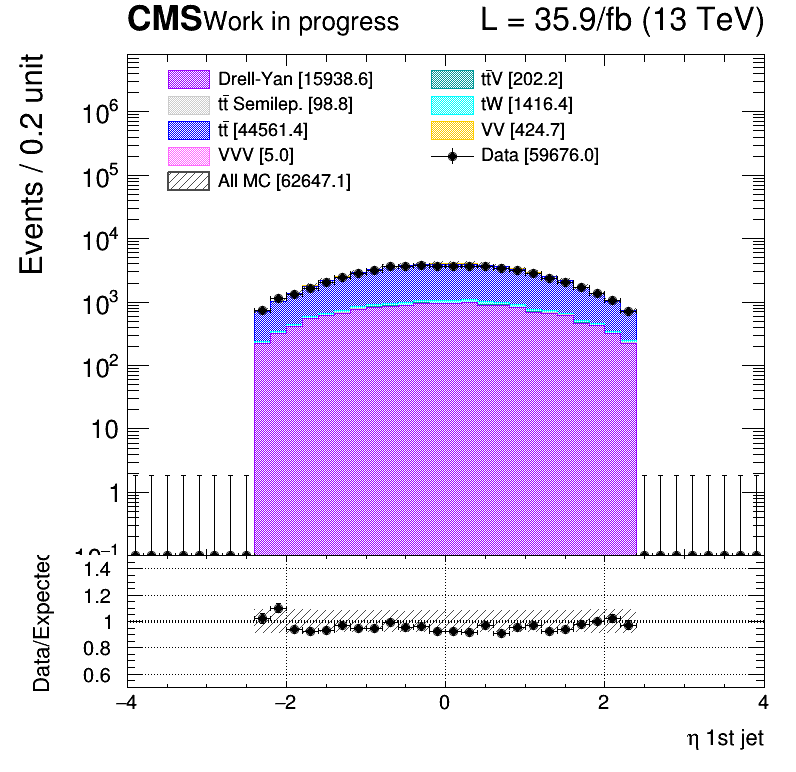 CMS Work in progress L = 35.9/fb (13 TeV)
Events / 0.2 unit
Drell-Yan [15938.6]
tt̄V [202.2]
tt̄ Semilep. [98.8]
tW [1416.4]
tt̄ [44561.4]
VV [424.7]
VVV [5.0]
Data [59676.0]
All MC [62647.1]
10⁶
10⁵
10⁴
10³
10²
10
1
10⁻¹
Data/Expected
1.4
1.2
1
0.8
0.6
−4 −2 0 2 4
η 1st jet